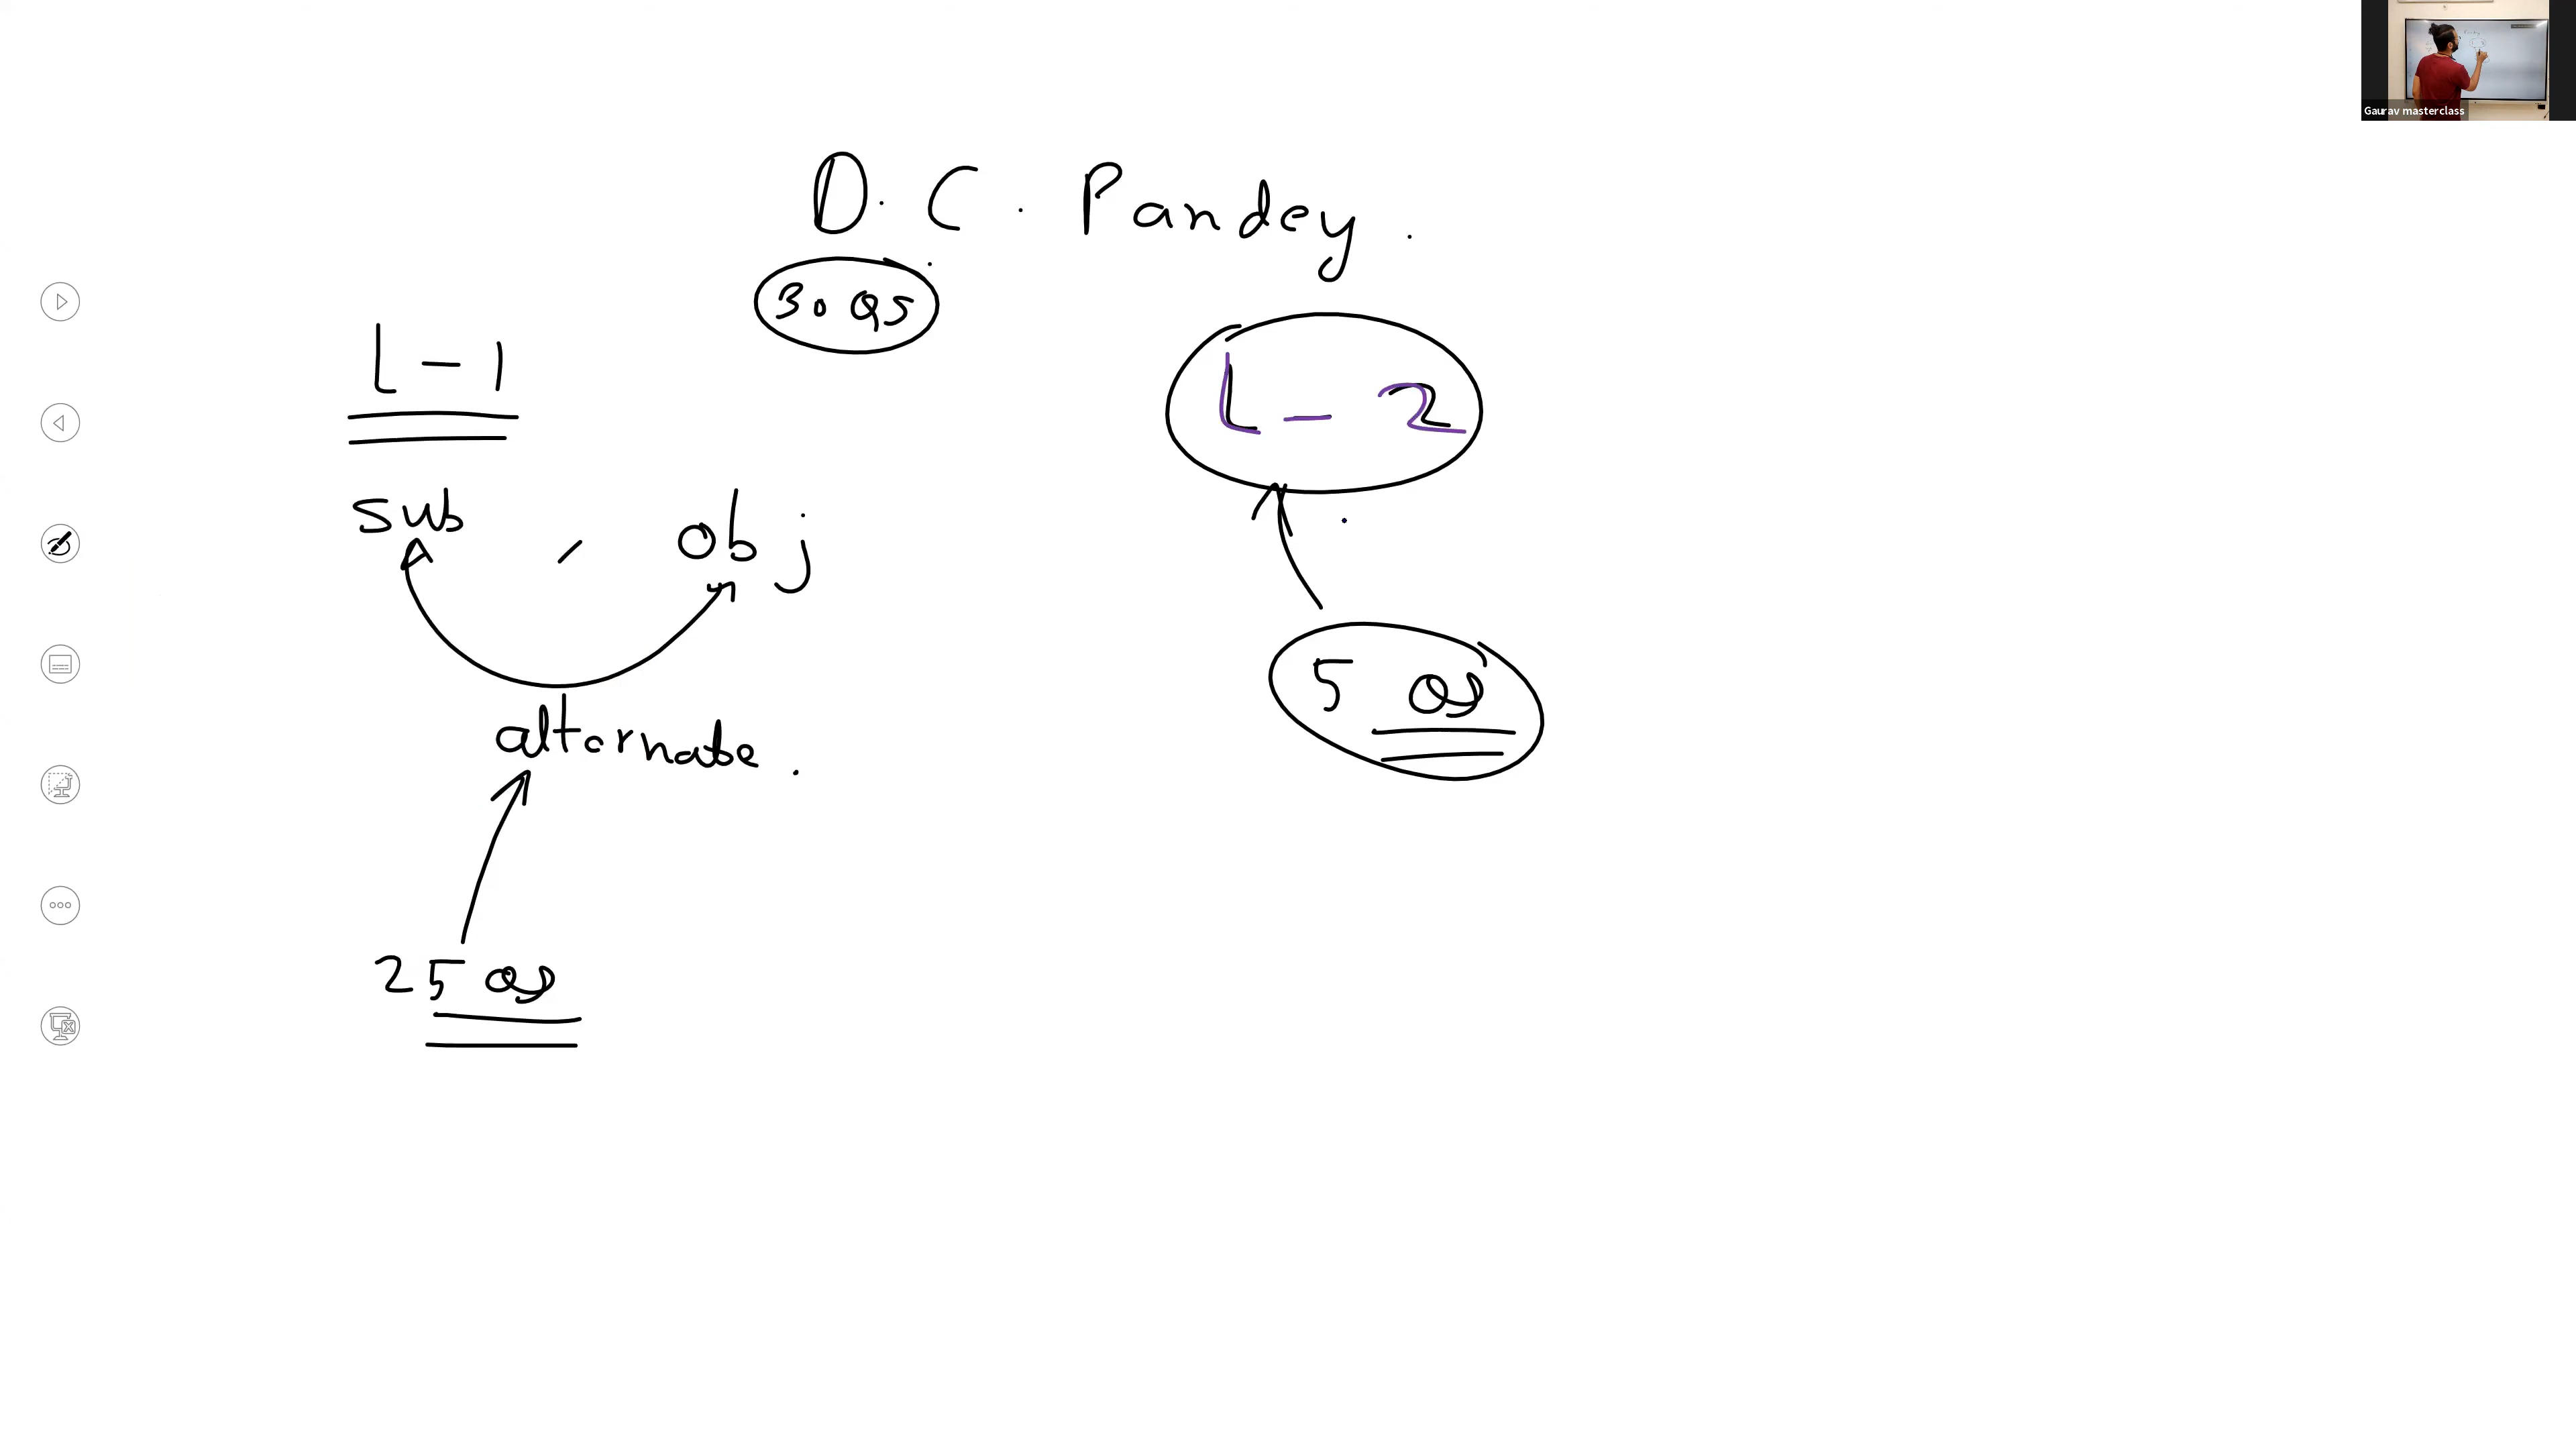 Gaurav masterclass
D. C. Pandey.
30 Qs
L - 1
L - 2
sub , obj
5 Qs
alternate.
25 Qs